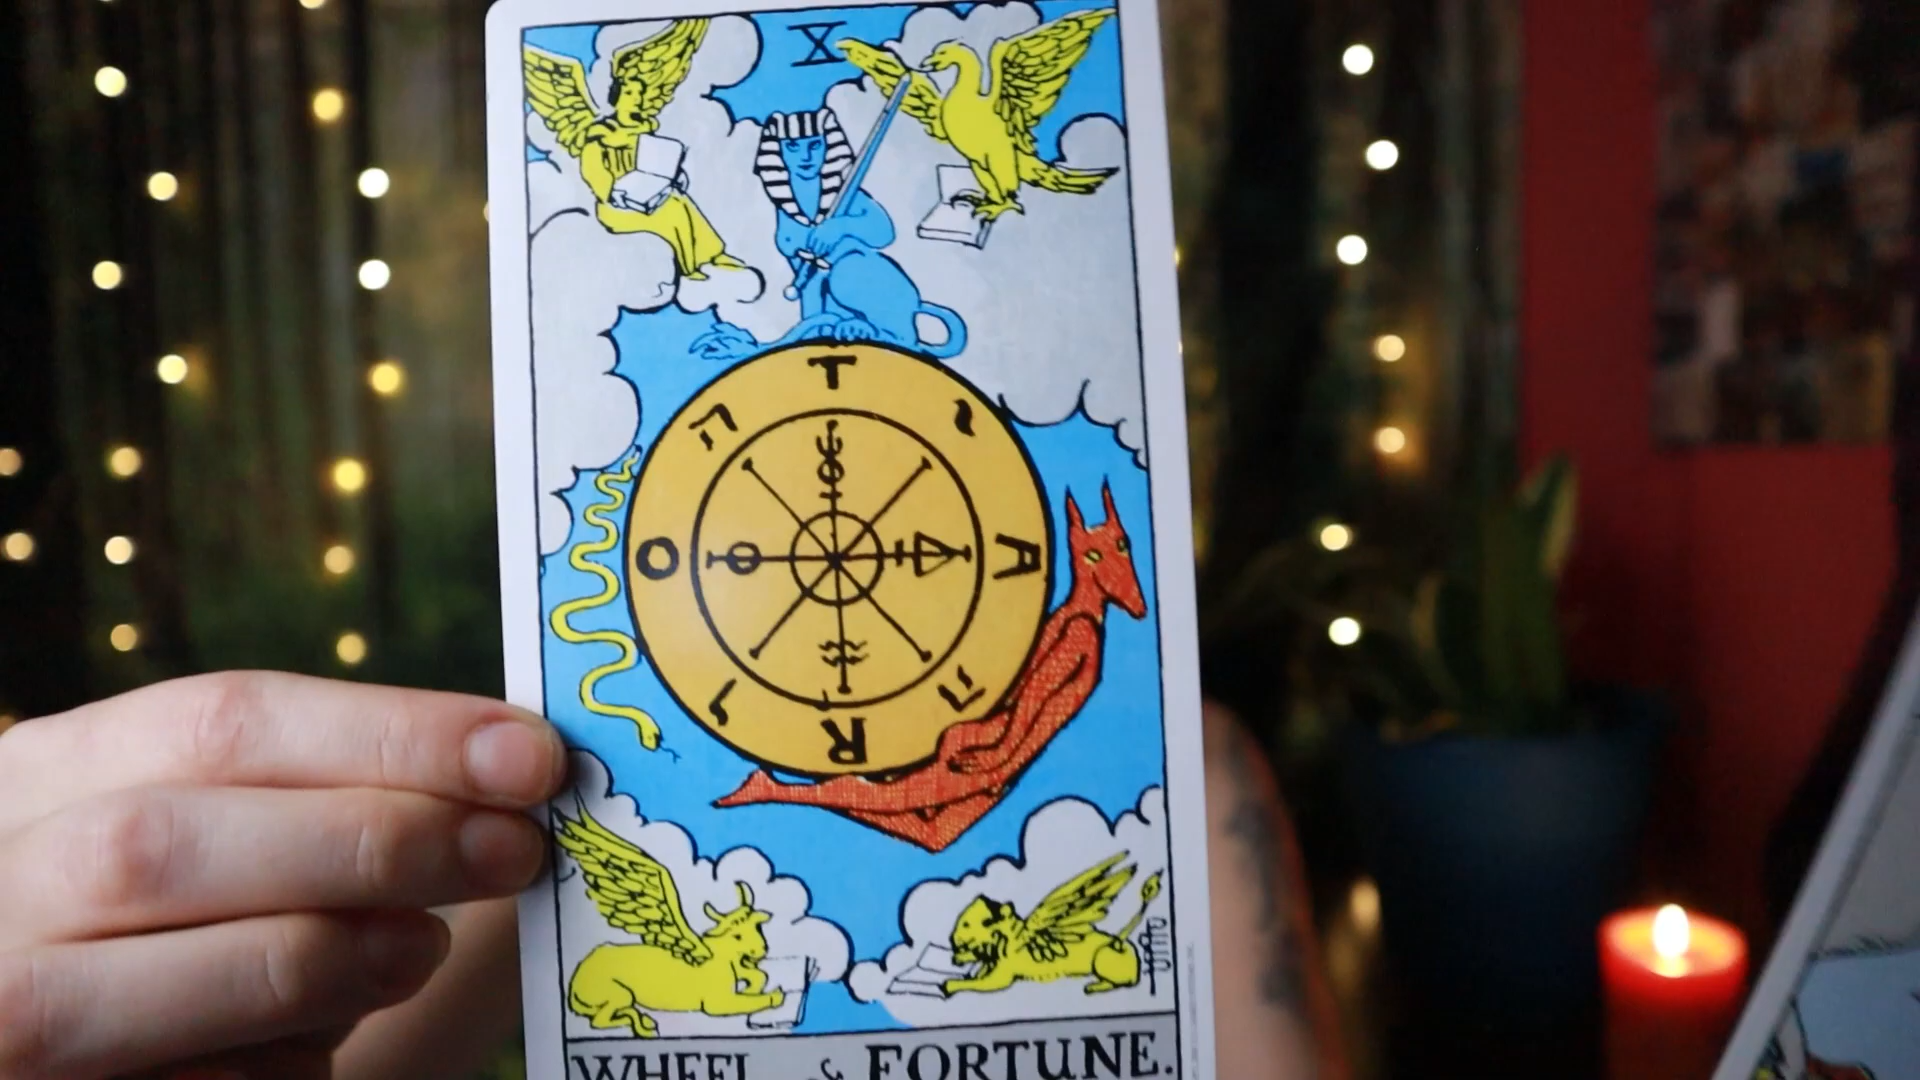 X
T
ה י
O A
ו ה
R
WHEEL of FORTUNE.